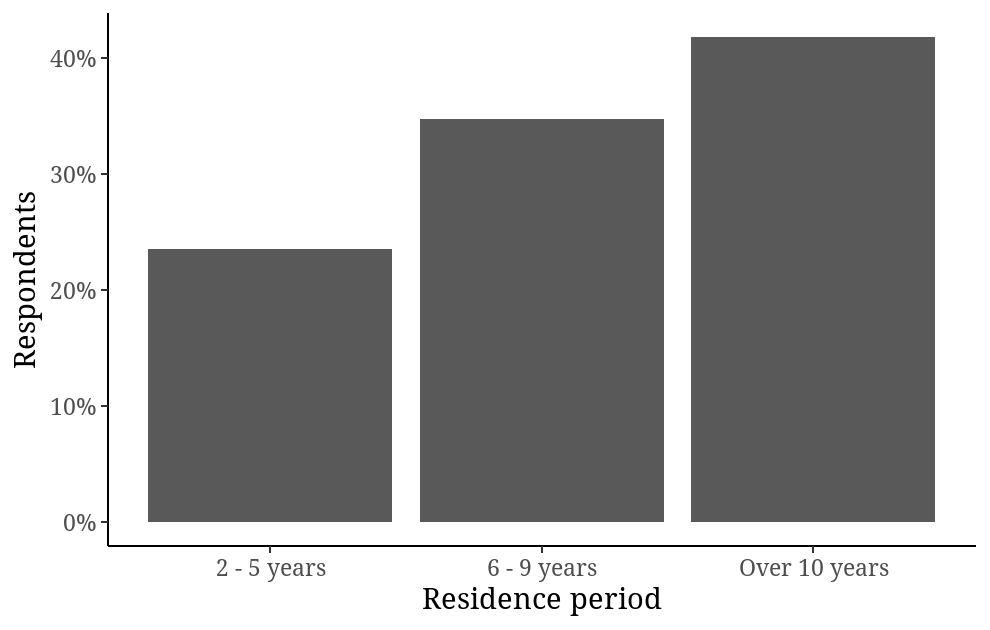 Respondents
40%
30%
20%
10%
0%
2 - 5 years
6 - 9 years
Over 10 years
Residence period